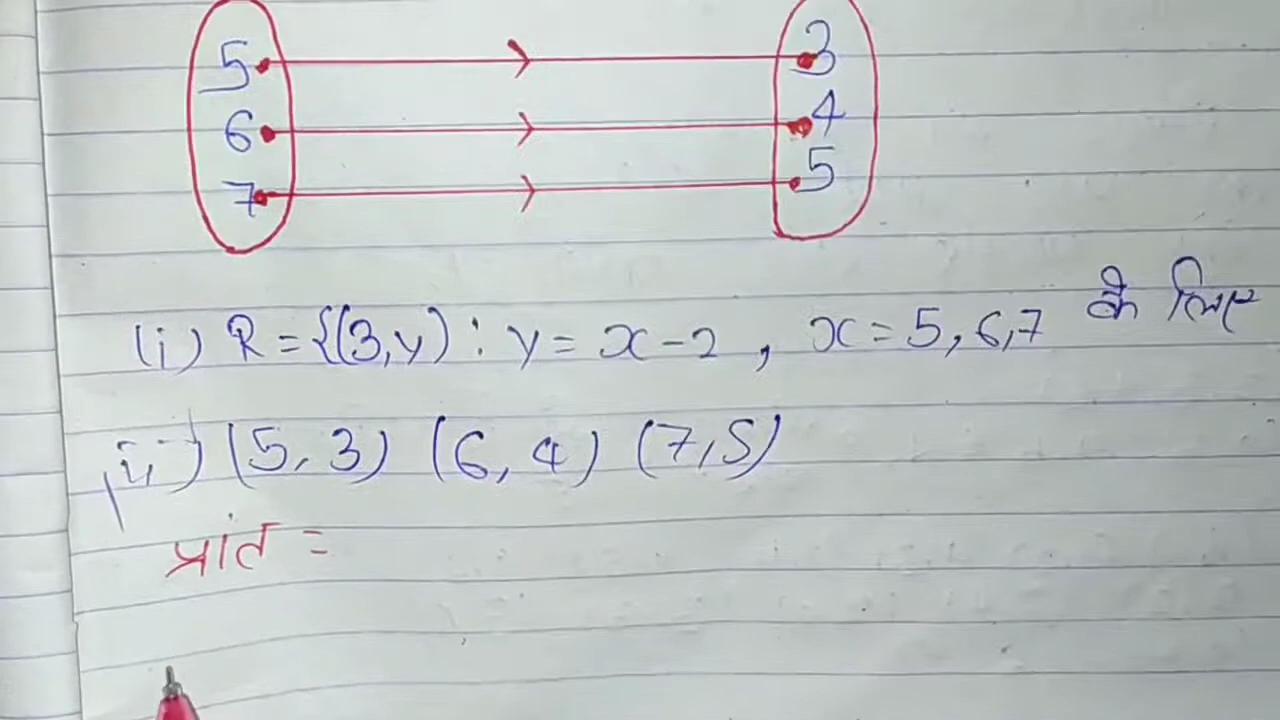 5 3
6 4
7 5
(i) R = {(3, y) : y = x - 2 , x = 5, 6, 7 के लिए
ii) (5, 3) (6, 4) (7, 5)
प्रांत =